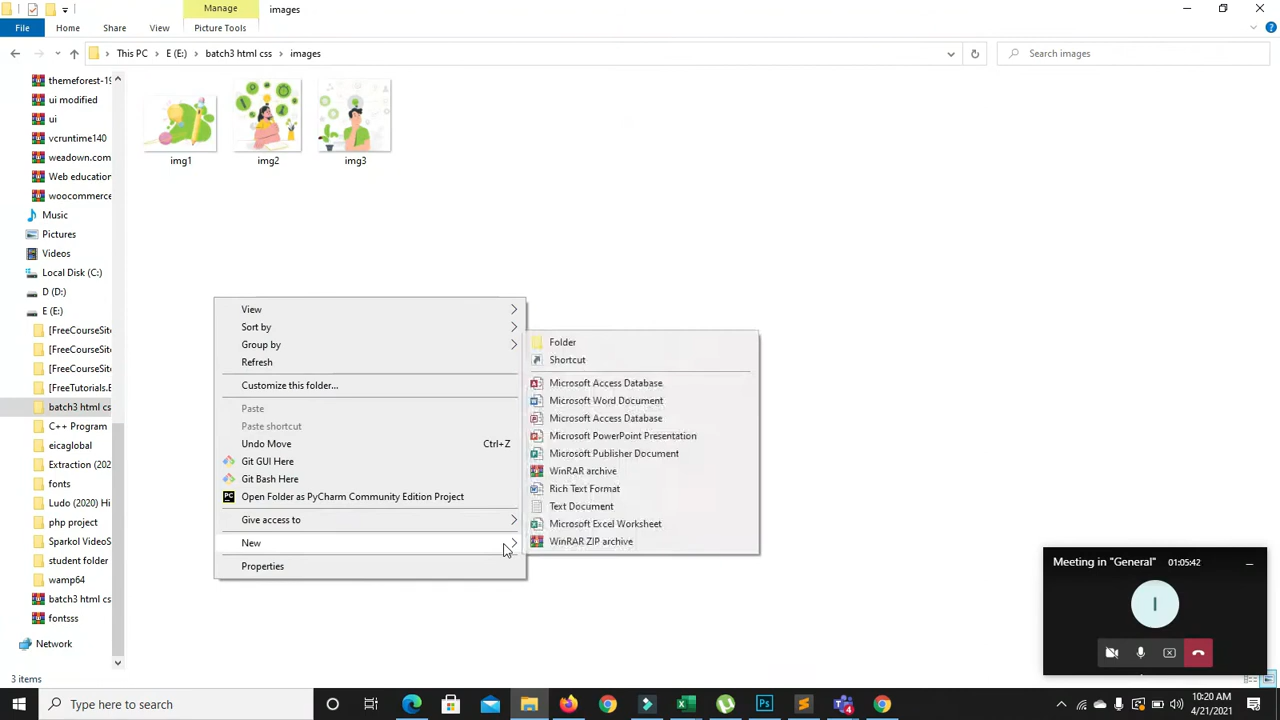 Manage
images
File
Home
Share
View
Picture Tools
This PC > E (E:) > batch3 html css > images
Search images
themeforest-19
ui modified
ui
vcruntime140
weadown.com
Web education
woocommerce
Music
Pictures
Videos
Local Disk (C:)
D (D:)
E (E:)
[FreeCourseSite
[FreeCourseSite
[FreeCourseSite
[FreeTutorials.E
batch3 html cs
C++ Program
eicaglobal
Extraction (202
fonts
Ludo (2020) Hi
php project
Sparkol VideoS
student folder
wamp64
batch3 html cs
fontsss
Network
3 items
img1
img2
img3
View
Sort by
Group by
Refresh
Customize this folder...
Paste
Paste shortcut
Undo Move Ctrl+Z
Git GUI Here
Git Bash Here
PC Open Folder as PyCharm Community Edition Project
Give access to
New
Properties
Folder
Shortcut
Microsoft Access Database
Microsoft Word Document
Microsoft Access Database
Microsoft PowerPoint Presentation
Microsoft Publisher Document
WinRAR archive
Rich Text Format
Text Document
Microsoft Excel Worksheet
WinRAR ZIP archive
Meeting in "General" 01:05:42
I
Type here to search
Ps
10:20 AM
4/21/2021